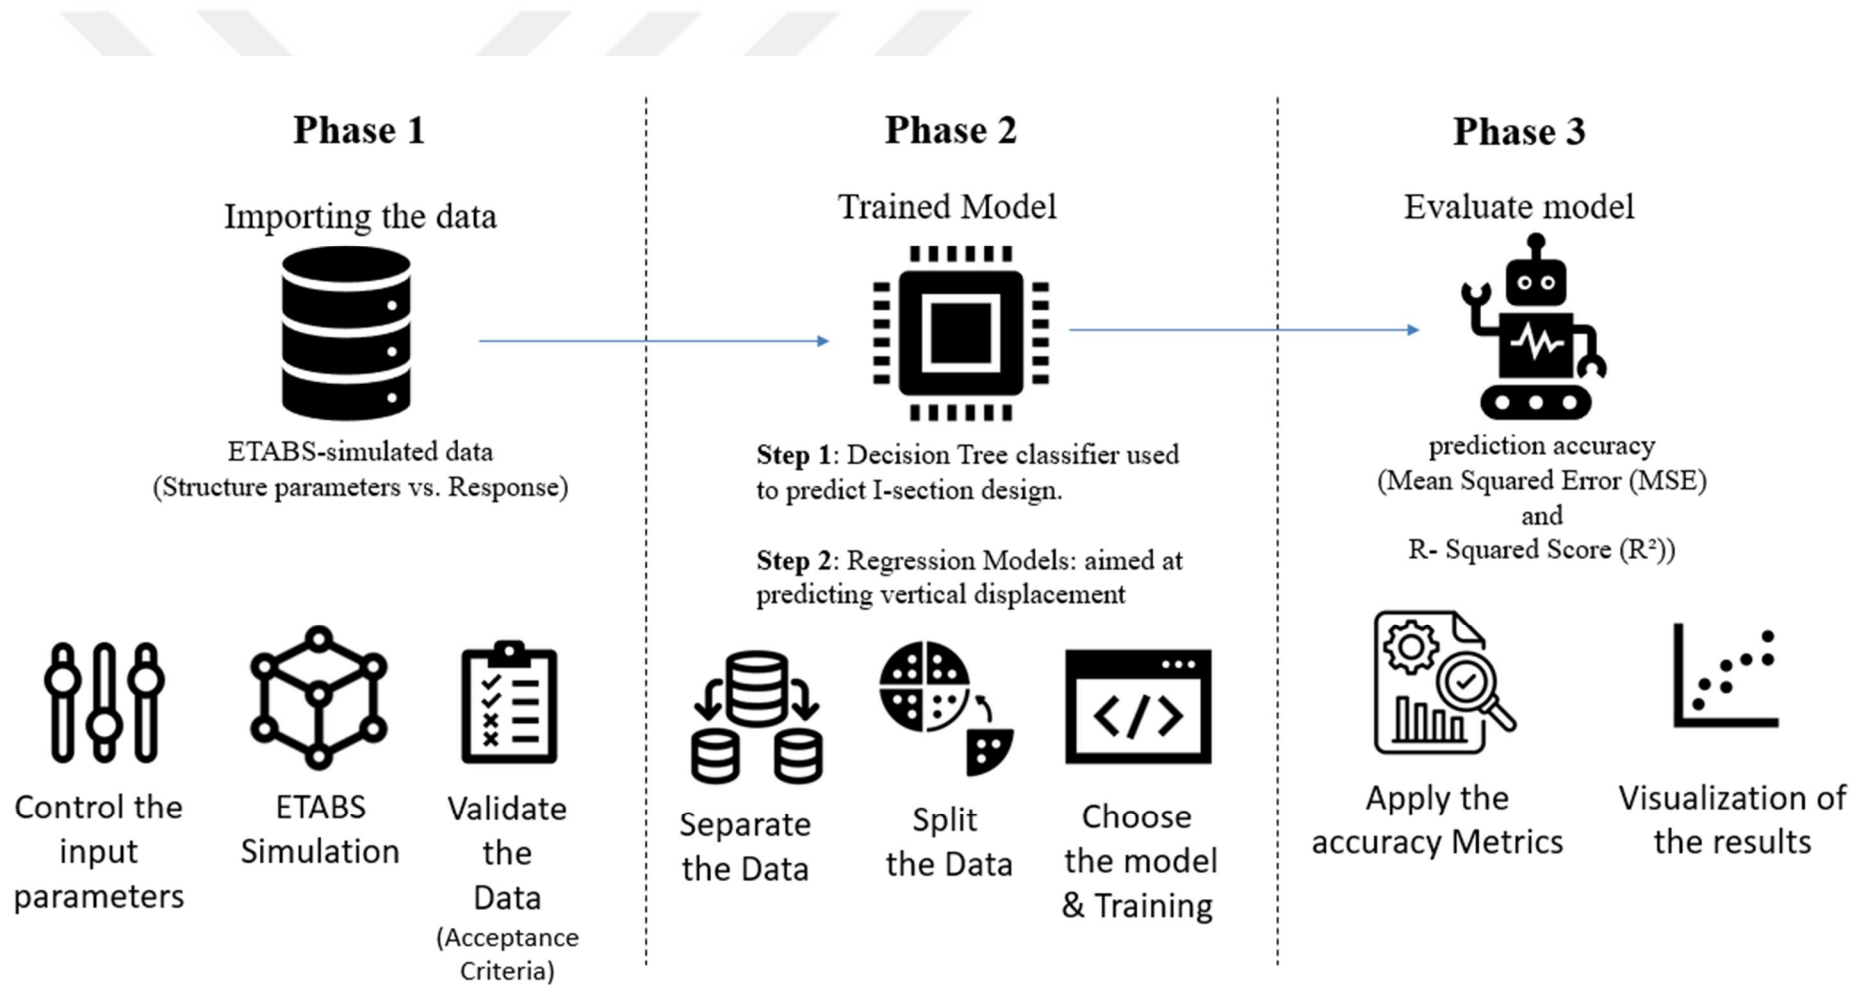 Phase 1
Importing the data
ETABS-simulated data
(Structure parameters vs. Response)
Control the
input
parameters
ETABS
Simulation
Validate
the
Data
(Acceptance
Criteria)
Phase 2
Trained Model
Step 1: Decision Tree classifier used
to predict I-section design.
Step 2: Regression Models: aimed at
predicting vertical displacement
Separate
the Data
Split
the Data
</>
Choose
the model
& Training
Phase 3
Evaluate model
prediction accuracy
(Mean Squared Error (MSE)
and
R- Squared Score (R²))
Apply the
accuracy Metrics
Visualization of
the results